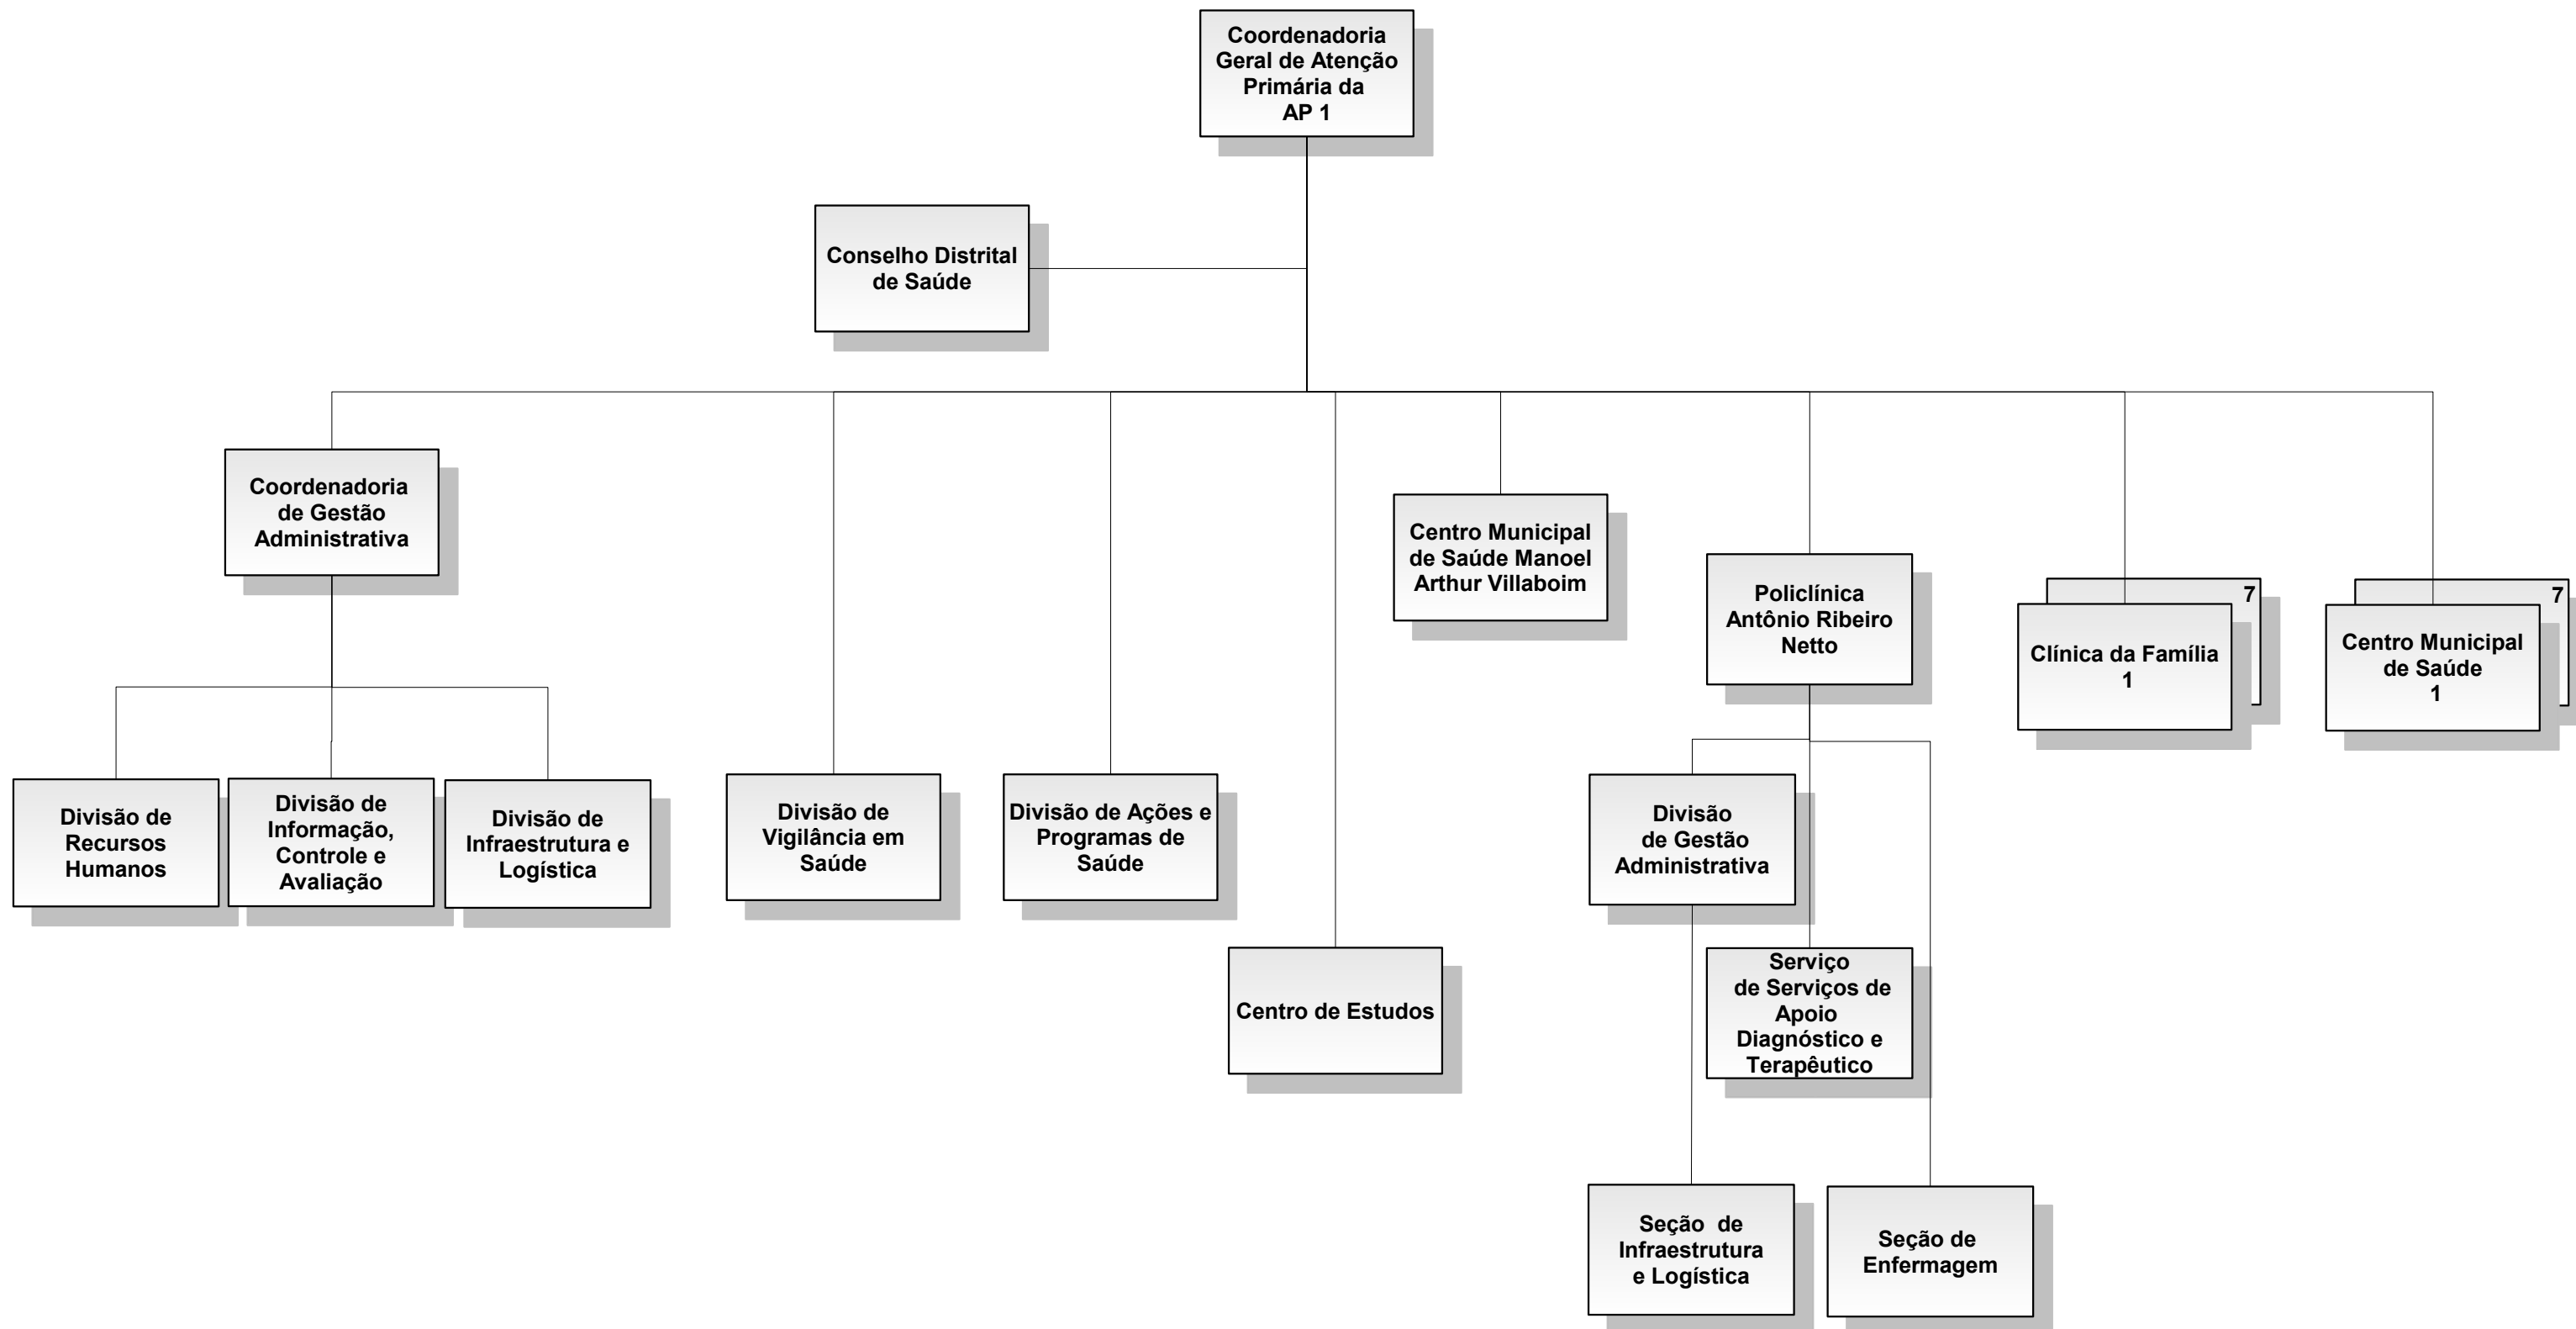 Coordenadoria
Geral de Atenção
Primária da
AP 1
Conselho Distrital
de Saúde
Coordenadoria
de Gestão
Administrativa
Centro Municipal
de Saúde Manoel
Arthur Villaboim
Policlínica
Antônio Ribeiro
Netto
7
Clínica da Família
1
7
Centro Municipal
de Saúde
1
Divisão de
Recursos
Humanos
Divisão de
Informação,
Controle e
Avaliação
Divisão de
Infraestrutura e
Logística
Divisão de
Vigilância em
Saúde
Divisão de Ações e
Programas de
Saúde
Divisão
de Gestão
Administrativa
Centro de Estudos
Serviço
de Serviços de
Apoio
Diagnóstico e
Terapêutico
Seção de
Infraestrutura
e Logística
Seção de
Enfermagem